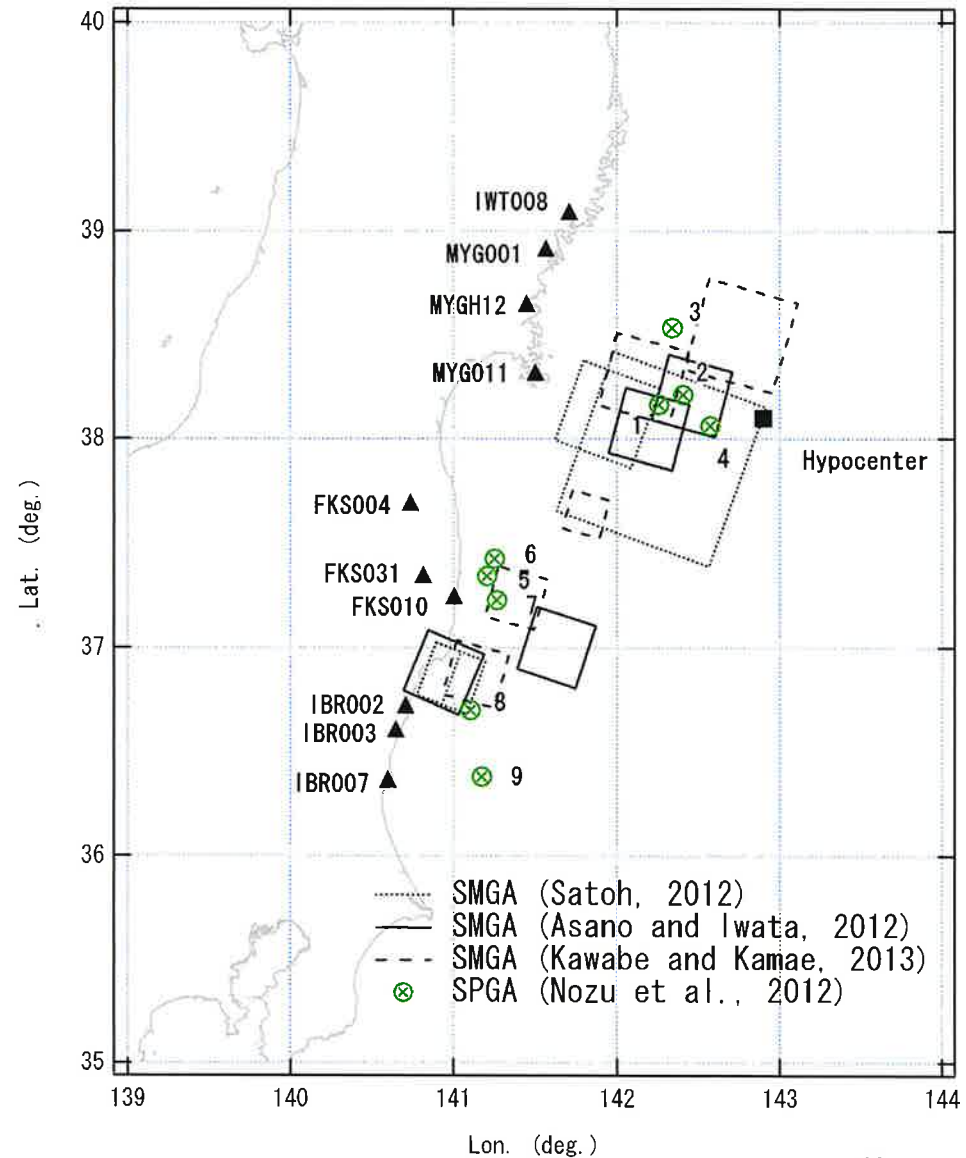 40
IWT008
39
MYG001
MYGH12
3
MYG011
2
38
1
4
Hypocenter
Lat. (deg.)
FKS004
6
FKS031
5
FKS010
7
37
IBR002
8
IBR003
IBR007
9
36
SMGA (Satoh, 2012)
SMGA (Asano and Iwata, 2012)
SMGA (Kawabe and Kamae, 2013)
SPGA (Nozu et al., 2012)
35
139 140 141 142 143 144
Lon. (deg.)